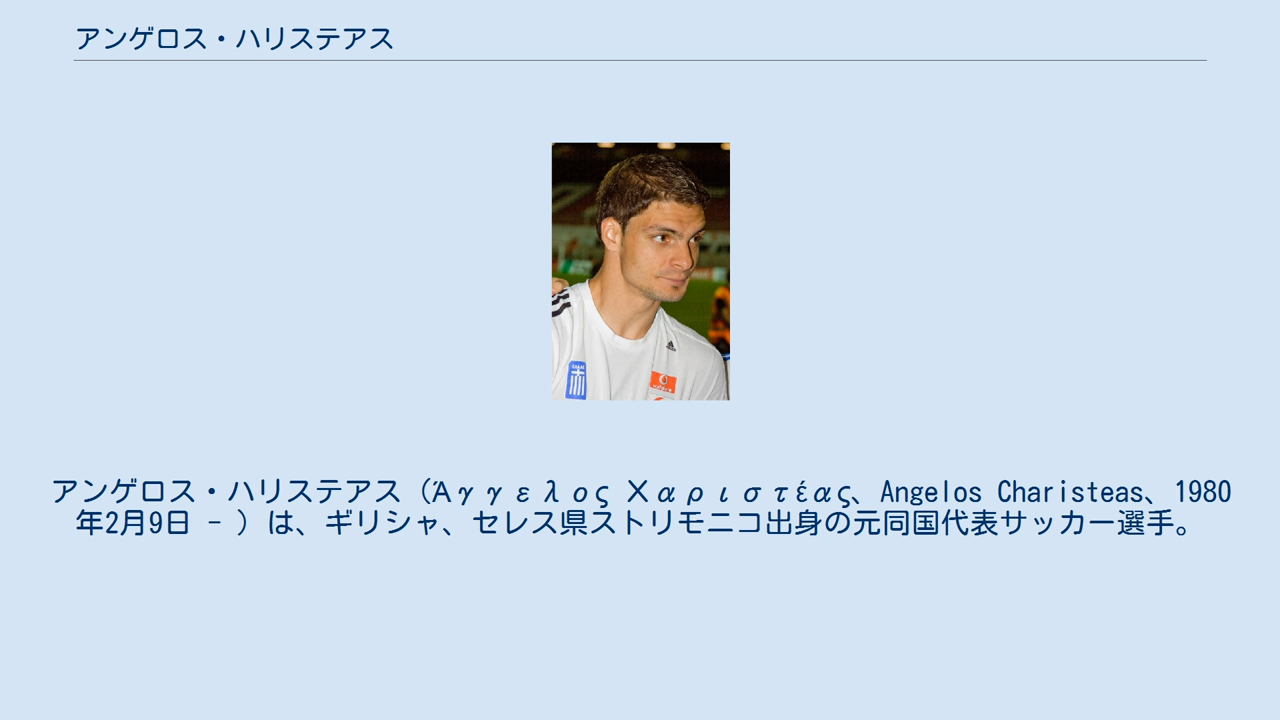 アンゲロス・ハリステアス
アンゲロス・ハリステアス（Άγγελος Χαριστέας、Angelos Charisteas、1980
年2月9日 - ）は、ギリシャ、セレス県ストリモニコ出身の元同国代表サッカー選手。